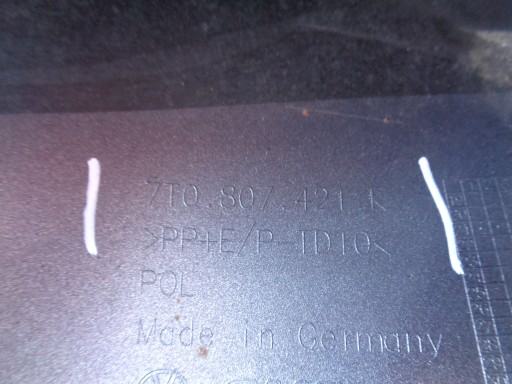 7T0.807.421 K
>PP+E/P-TD10<
POL
Made in Germany